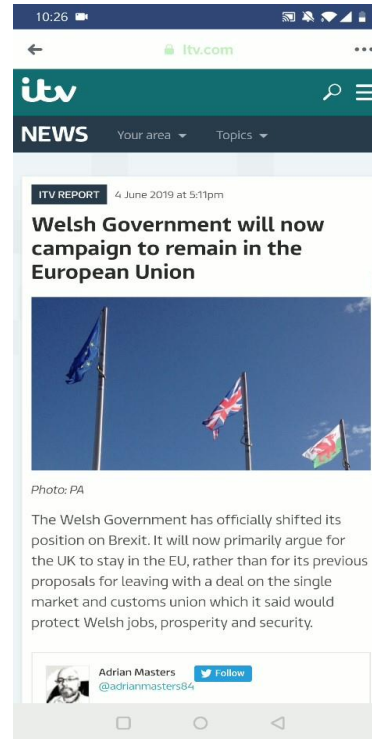 10:26
Itv.com
itv
NEWS Your area Topics
ITV REPORT 4 June 2019 at 5:11pm
Welsh Government will now
campaign to remain in the
European Union
Photo: PA
The Welsh Government has officially shifted its
position on Brexit. It will now primarily argue for
the UK to stay in the EU, rather than for its previous
proposals for leaving with a deal on the single
market and customs union which it said would
protect Welsh jobs, prosperity and security.
Adrian Masters Follow
@adrianmasters84